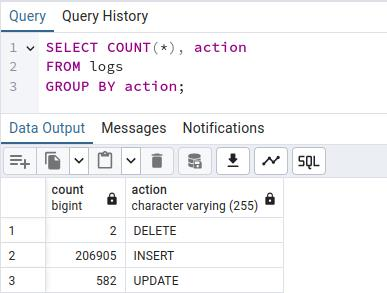 Query Query History
1 SELECT COUNT(*), action
2 FROM logs
3 GROUP BY action;
Data Output Messages Notifications
SQL
count action
bigint character varying (255)
1 2 DELETE
2 206905 INSERT
3 582 UPDATE